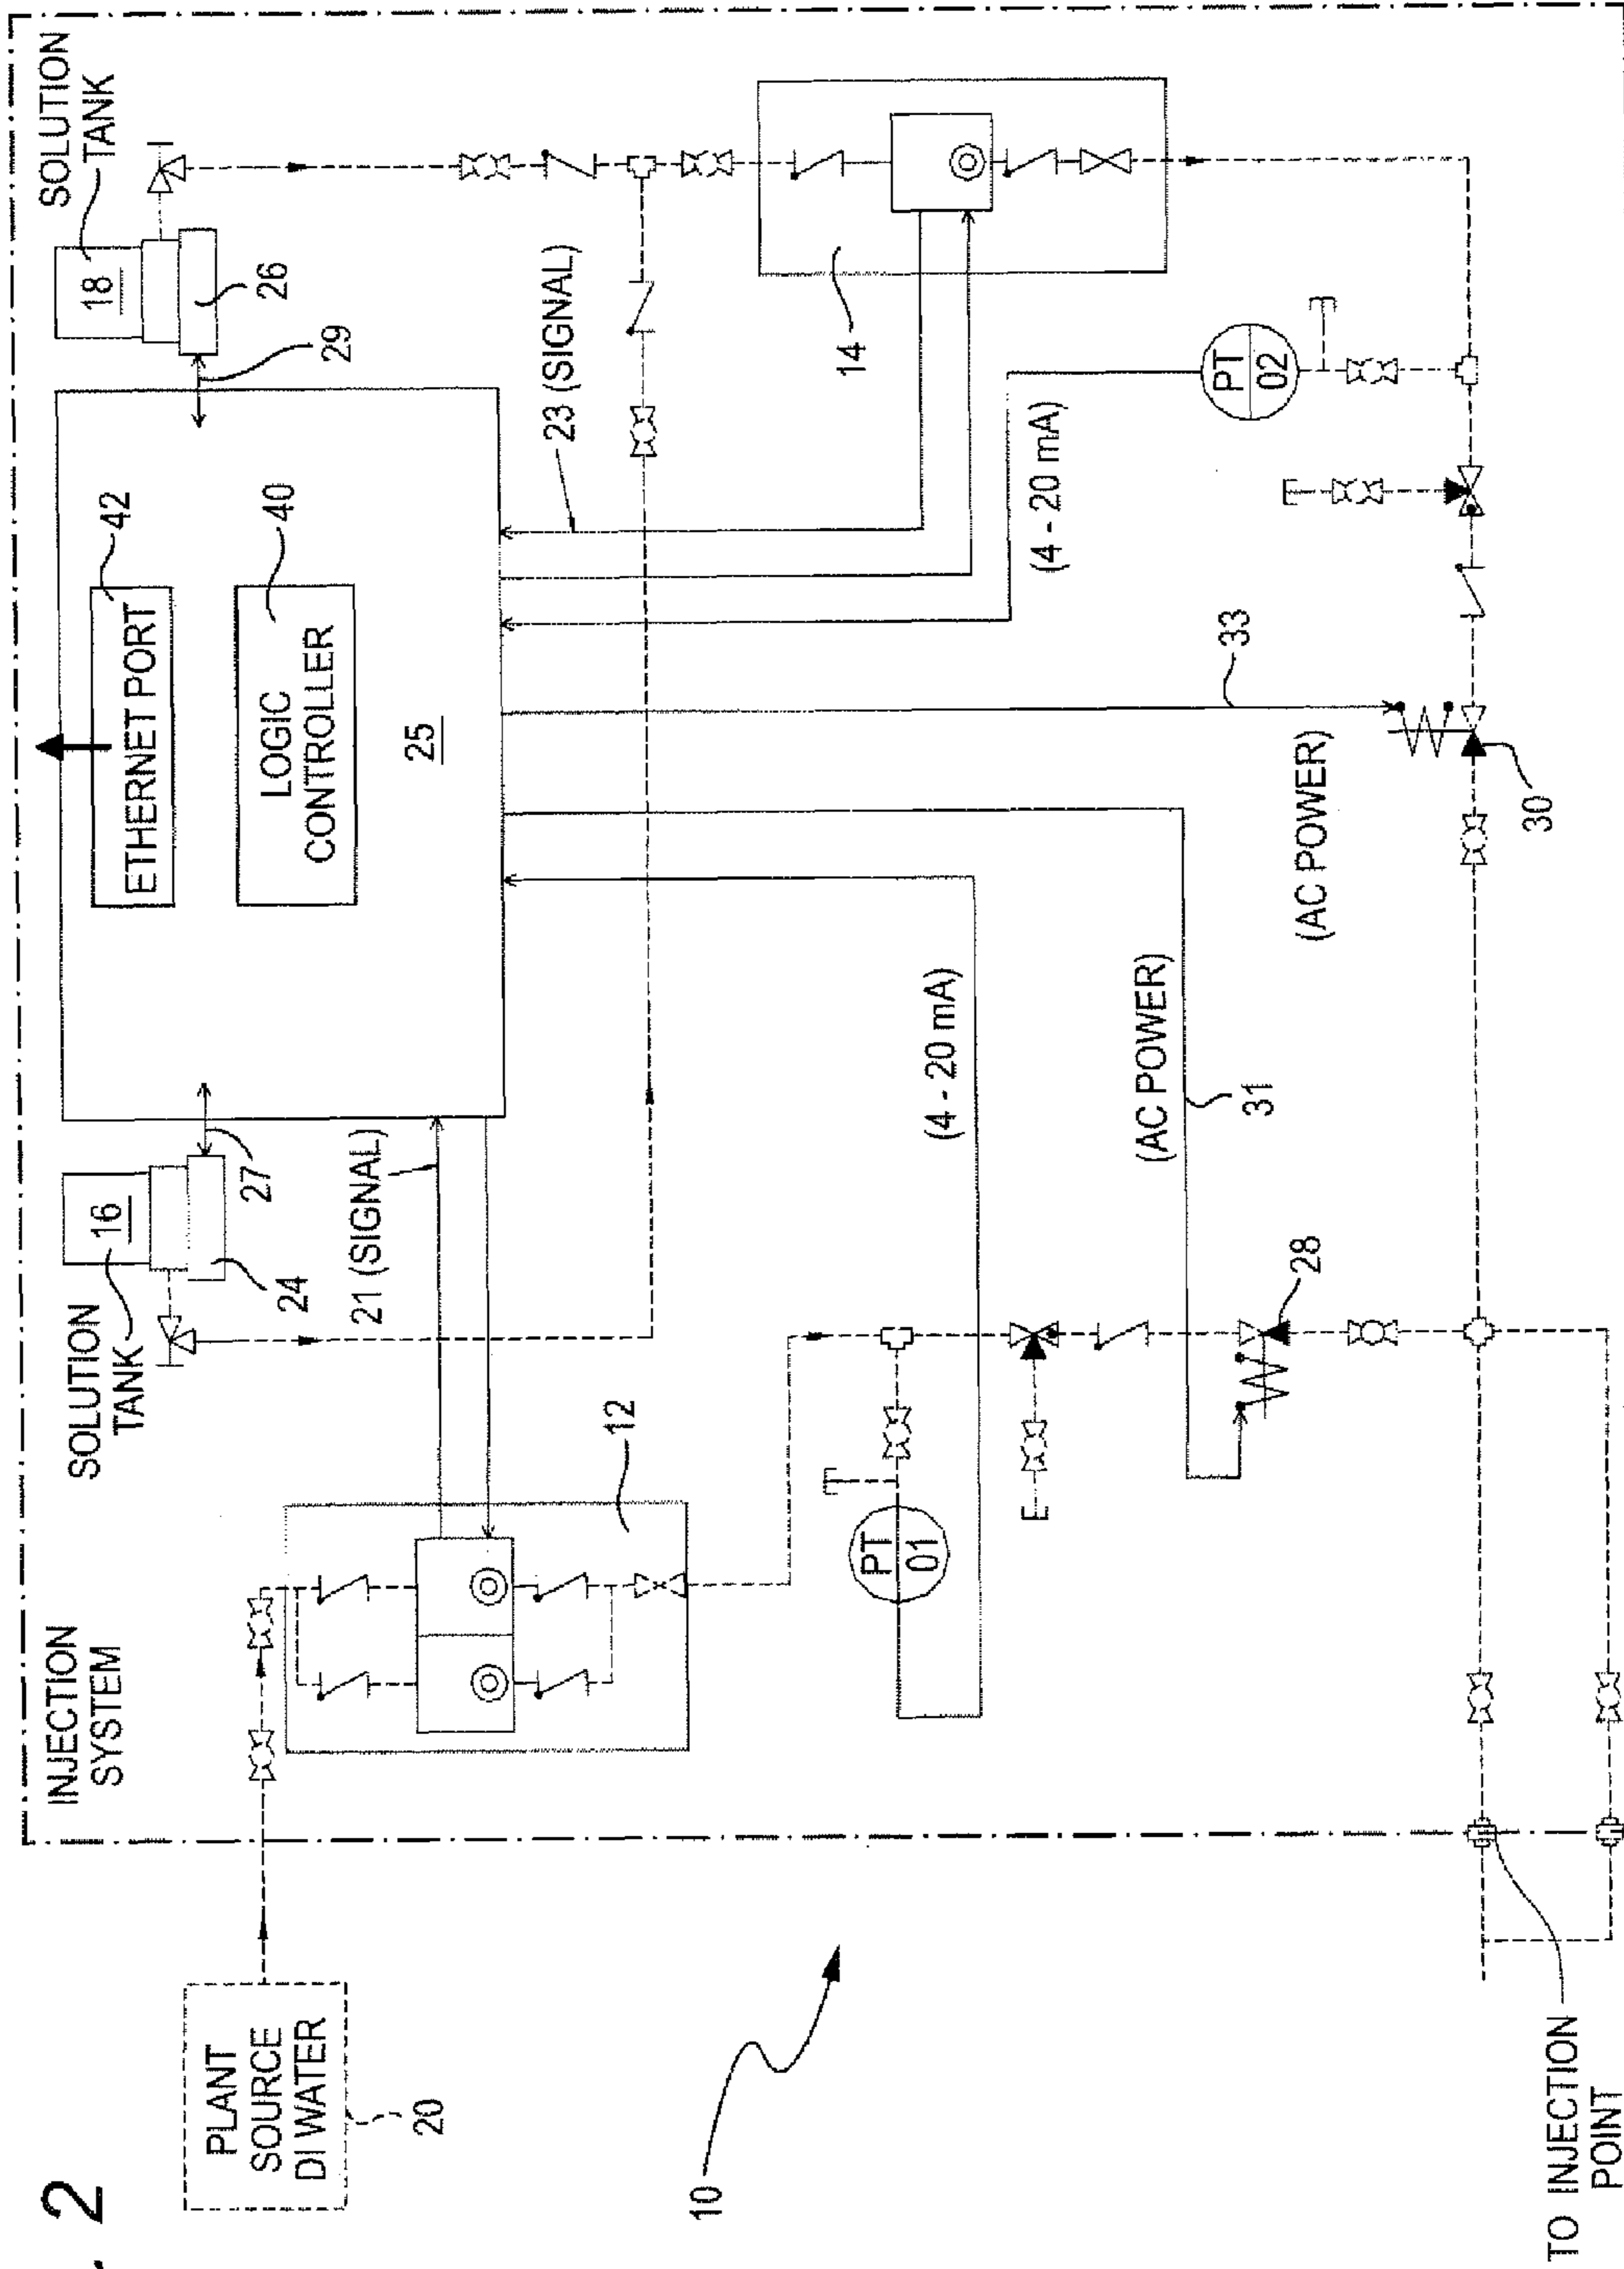 . 2
INJECTION
SYSTEM
PLANT
SOURCE
DI WATER
20
10
TO INJECTION
POINT
SOLUTION
TANK
16
24
27
21 (SIGNAL)
12
ETHERNET PORT
42
LOGIC
CONTROLLER
40
25
SOLUTION
TANK
18
26
29
23 (SIGNAL)
14
PT
02
(4 - 20 mA)
33
(AC POWER)
30
(4 - 20 mA)
(AC POWER)
31
28
PT
01